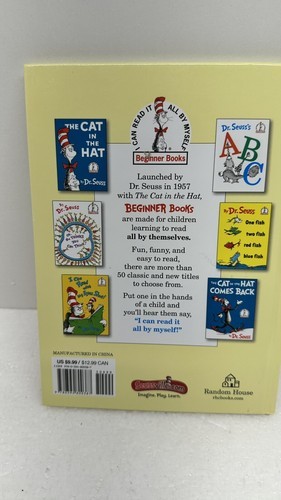 I CAN READ IT ALL BY MYSELF
Beginner Books
THE CAT
IN THE
HAT
By Dr. Seuss
Dr. Seuss's
ABC
Launched by
Dr. Seuss in 1957
with The Cat in the Hat,
BEGINNER BOOKS
are made for children
learning to read
all by themselves.
Fun, funny, and
easy to read,
there are more than
50 classic and new titles
to choose from.
Put one in the hands
of a child and
you'll hear them say,
"I can read it
all by myself!"
Dr. Seuss
By Dr. Seuss
One fish
two fish
red fish
blue fish
THE CAT IN THE HAT
COMES BACK
By Dr. Seuss
MANUFACTURED IN CHINA
US $9.99 / $12.99 CAN
Seussville.com
Imagine. Play. Learn.
Random House
rhcbooks.com